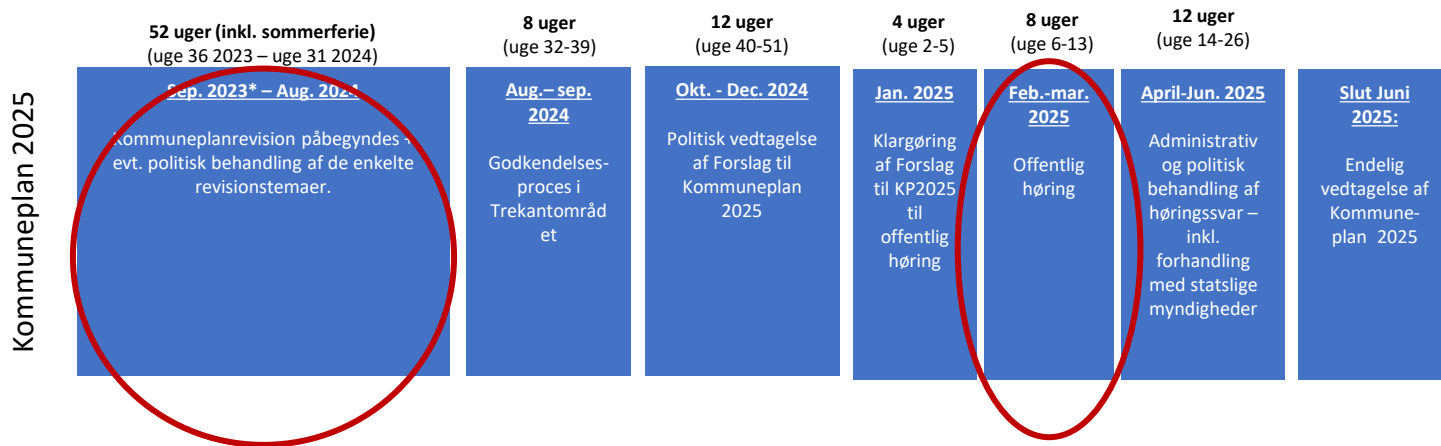 Kommuneplan 2025
52 uger (inkl. sommerferie)
(uge 36 2023 – uge 31 2024)
Sep. 2023* – Aug. 2024
Kommuneplanrevision påbegyndes +
evt. politisk behandling af de enkelte
revisionstemaer.
8 uger
(uge 32-39)
Aug.– sep.
2024
Godkendelses-
proces i
Trekantområd
et
12 uger
(uge 40-51)
Okt. - Dec. 2024
Politisk vedtagelse
af Forslag til
Kommuneplan
2025
4 uger
(uge 2-5)
Jan. 2025
Klargøring
af Forslag
til KP2025
til
offentlig
høring
8 uger
(uge 6-13)
Feb.-mar.
2025
Offentlig
høring
12 uger
(uge 14-26)
April-Jun. 2025
Administrativ
og politisk
behandling af
høringssvar –
inkl.
forhandling
med statslige
myndigheder
Slut Juni
2025:
Endelig
vedtagelse af
Kommune-
plan 2025